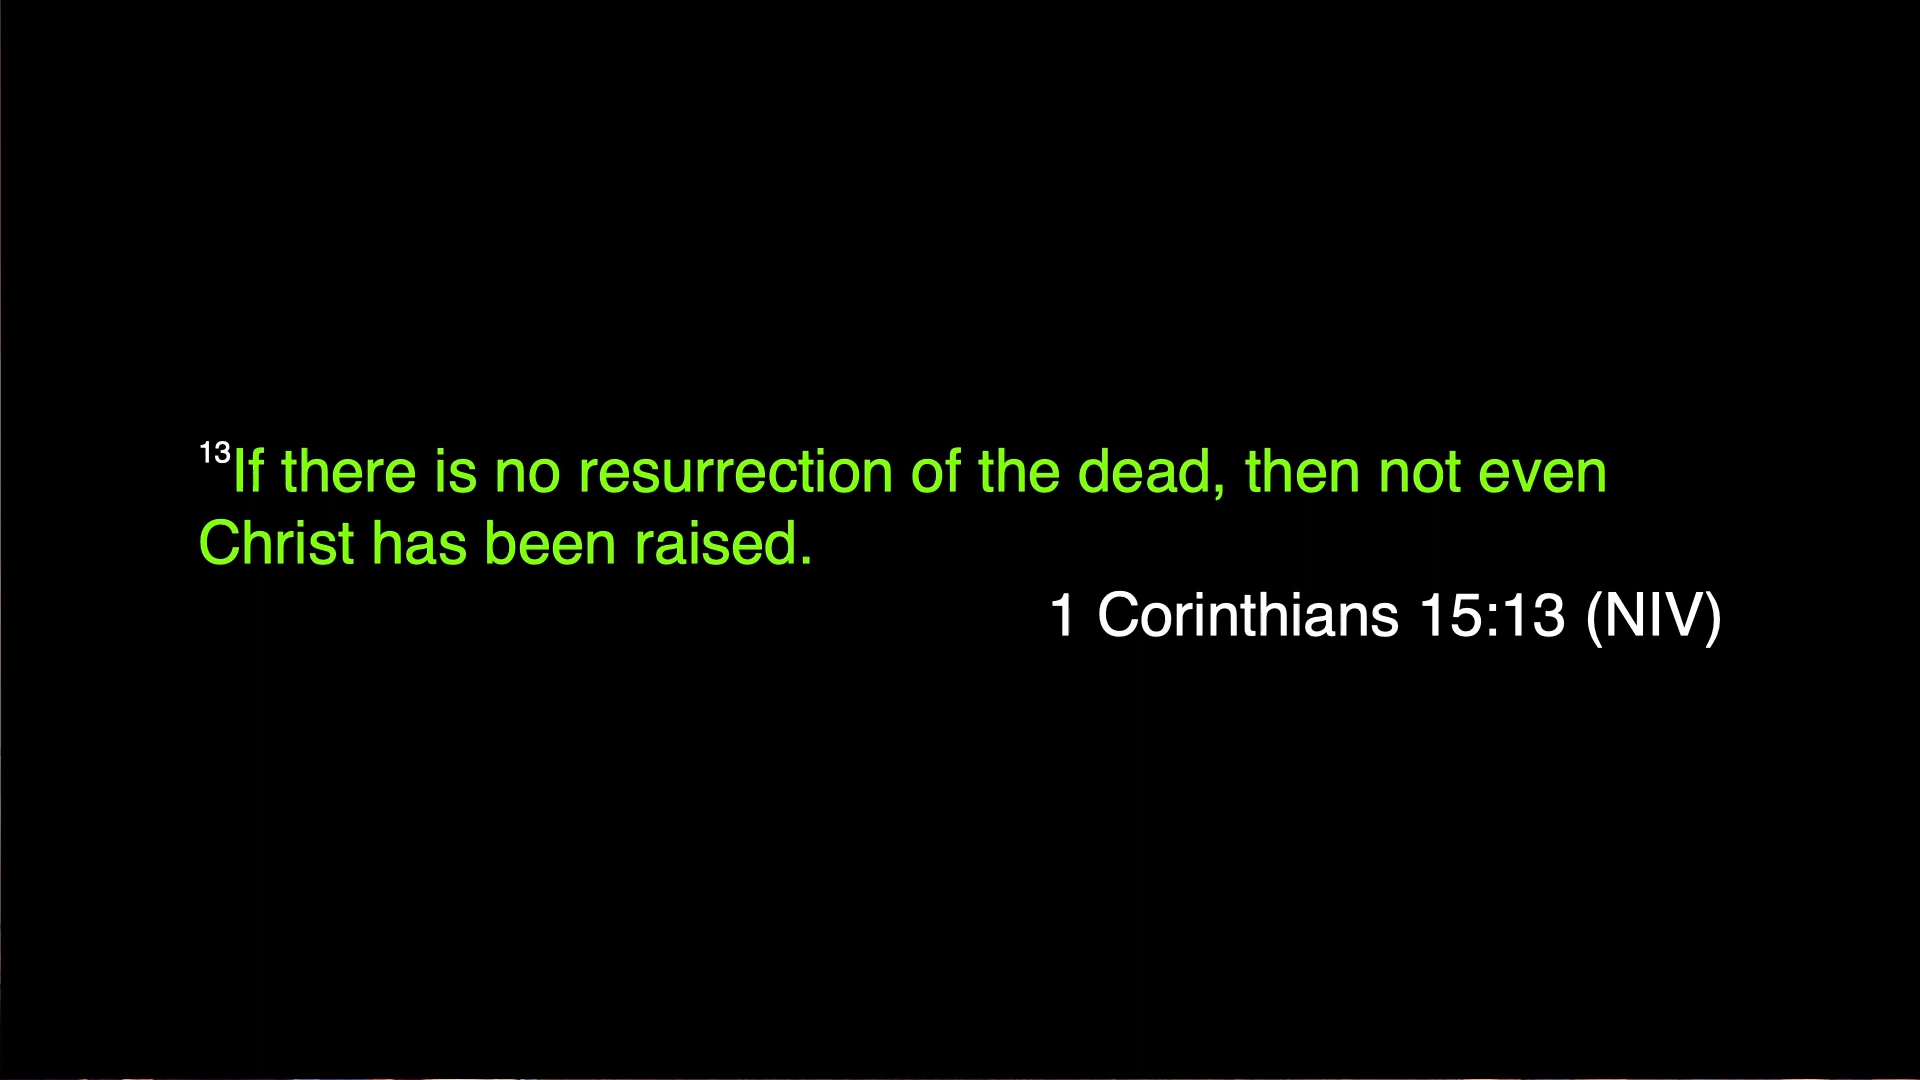 13If there is no resurrection of the dead, then not even
Christ has been raised.
1 Corinthians 15:13 (NIV)